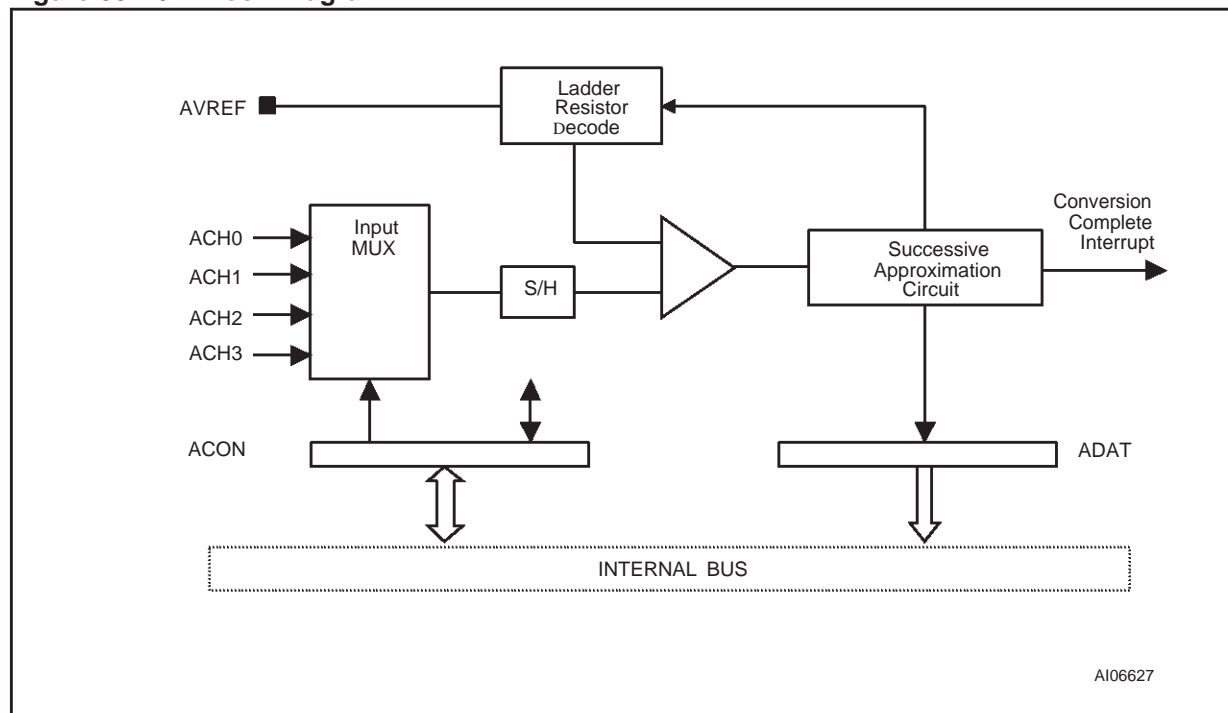 Ladder
Resistor
Decode
AVREF
Conversion
Complete
Interrupt
Input
MUX
ACH0
ACH1
ACH2
ACH3
S/H
Successive
Approximation
Circuit
ACON
ADAT
INTERNAL BUS
AI06627